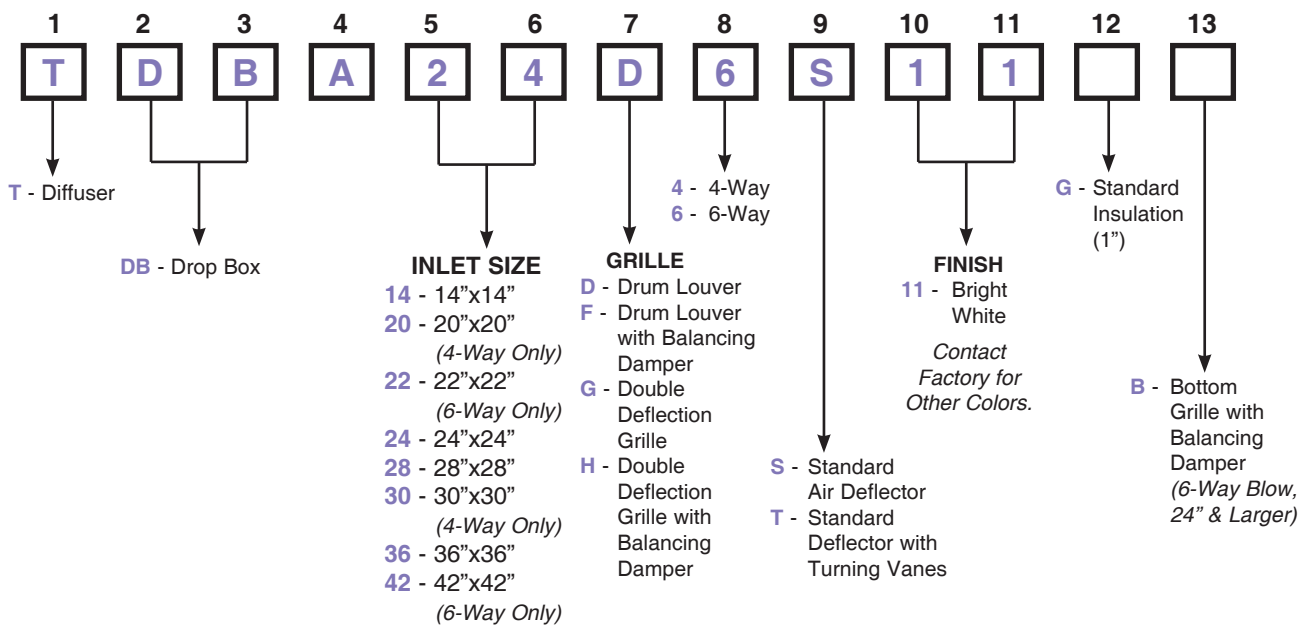 1 2 3 4 5 6 7 8 9 10 11 12 13
T D B A 2 4 D 6 S 1 1
T - Diffuser
DB - Drop Box
INLET SIZE
14 - 14”x14”
20 - 20”x20”
(4-Way Only)
22 - 22”x22”
(6-Way Only)
24 - 24”x24”
28 - 28”x28”
30 - 30”x30”
(4-Way Only)
36 - 36”x36”
42 - 42”x42”
(6-Way Only)
GRILLE
D - Drum Louver
F - Drum Louver
with Balancing
Damper
G - Double
Deflection
Grille
H - Double
Deflection
Grille with
Balancing
Damper
4 - 4-Way
6 - 6-Way
S - Standard
Air Deflector
T - Standard
Deflector with
Turning Vanes
FINISH
11 - Bright
White
Contact
Factory for
Other Colors.
G - Standard
Insulation
(1”)
B - Bottom
Grille with
Balancing
Damper
(6-Way Blow,
24” & Larger)